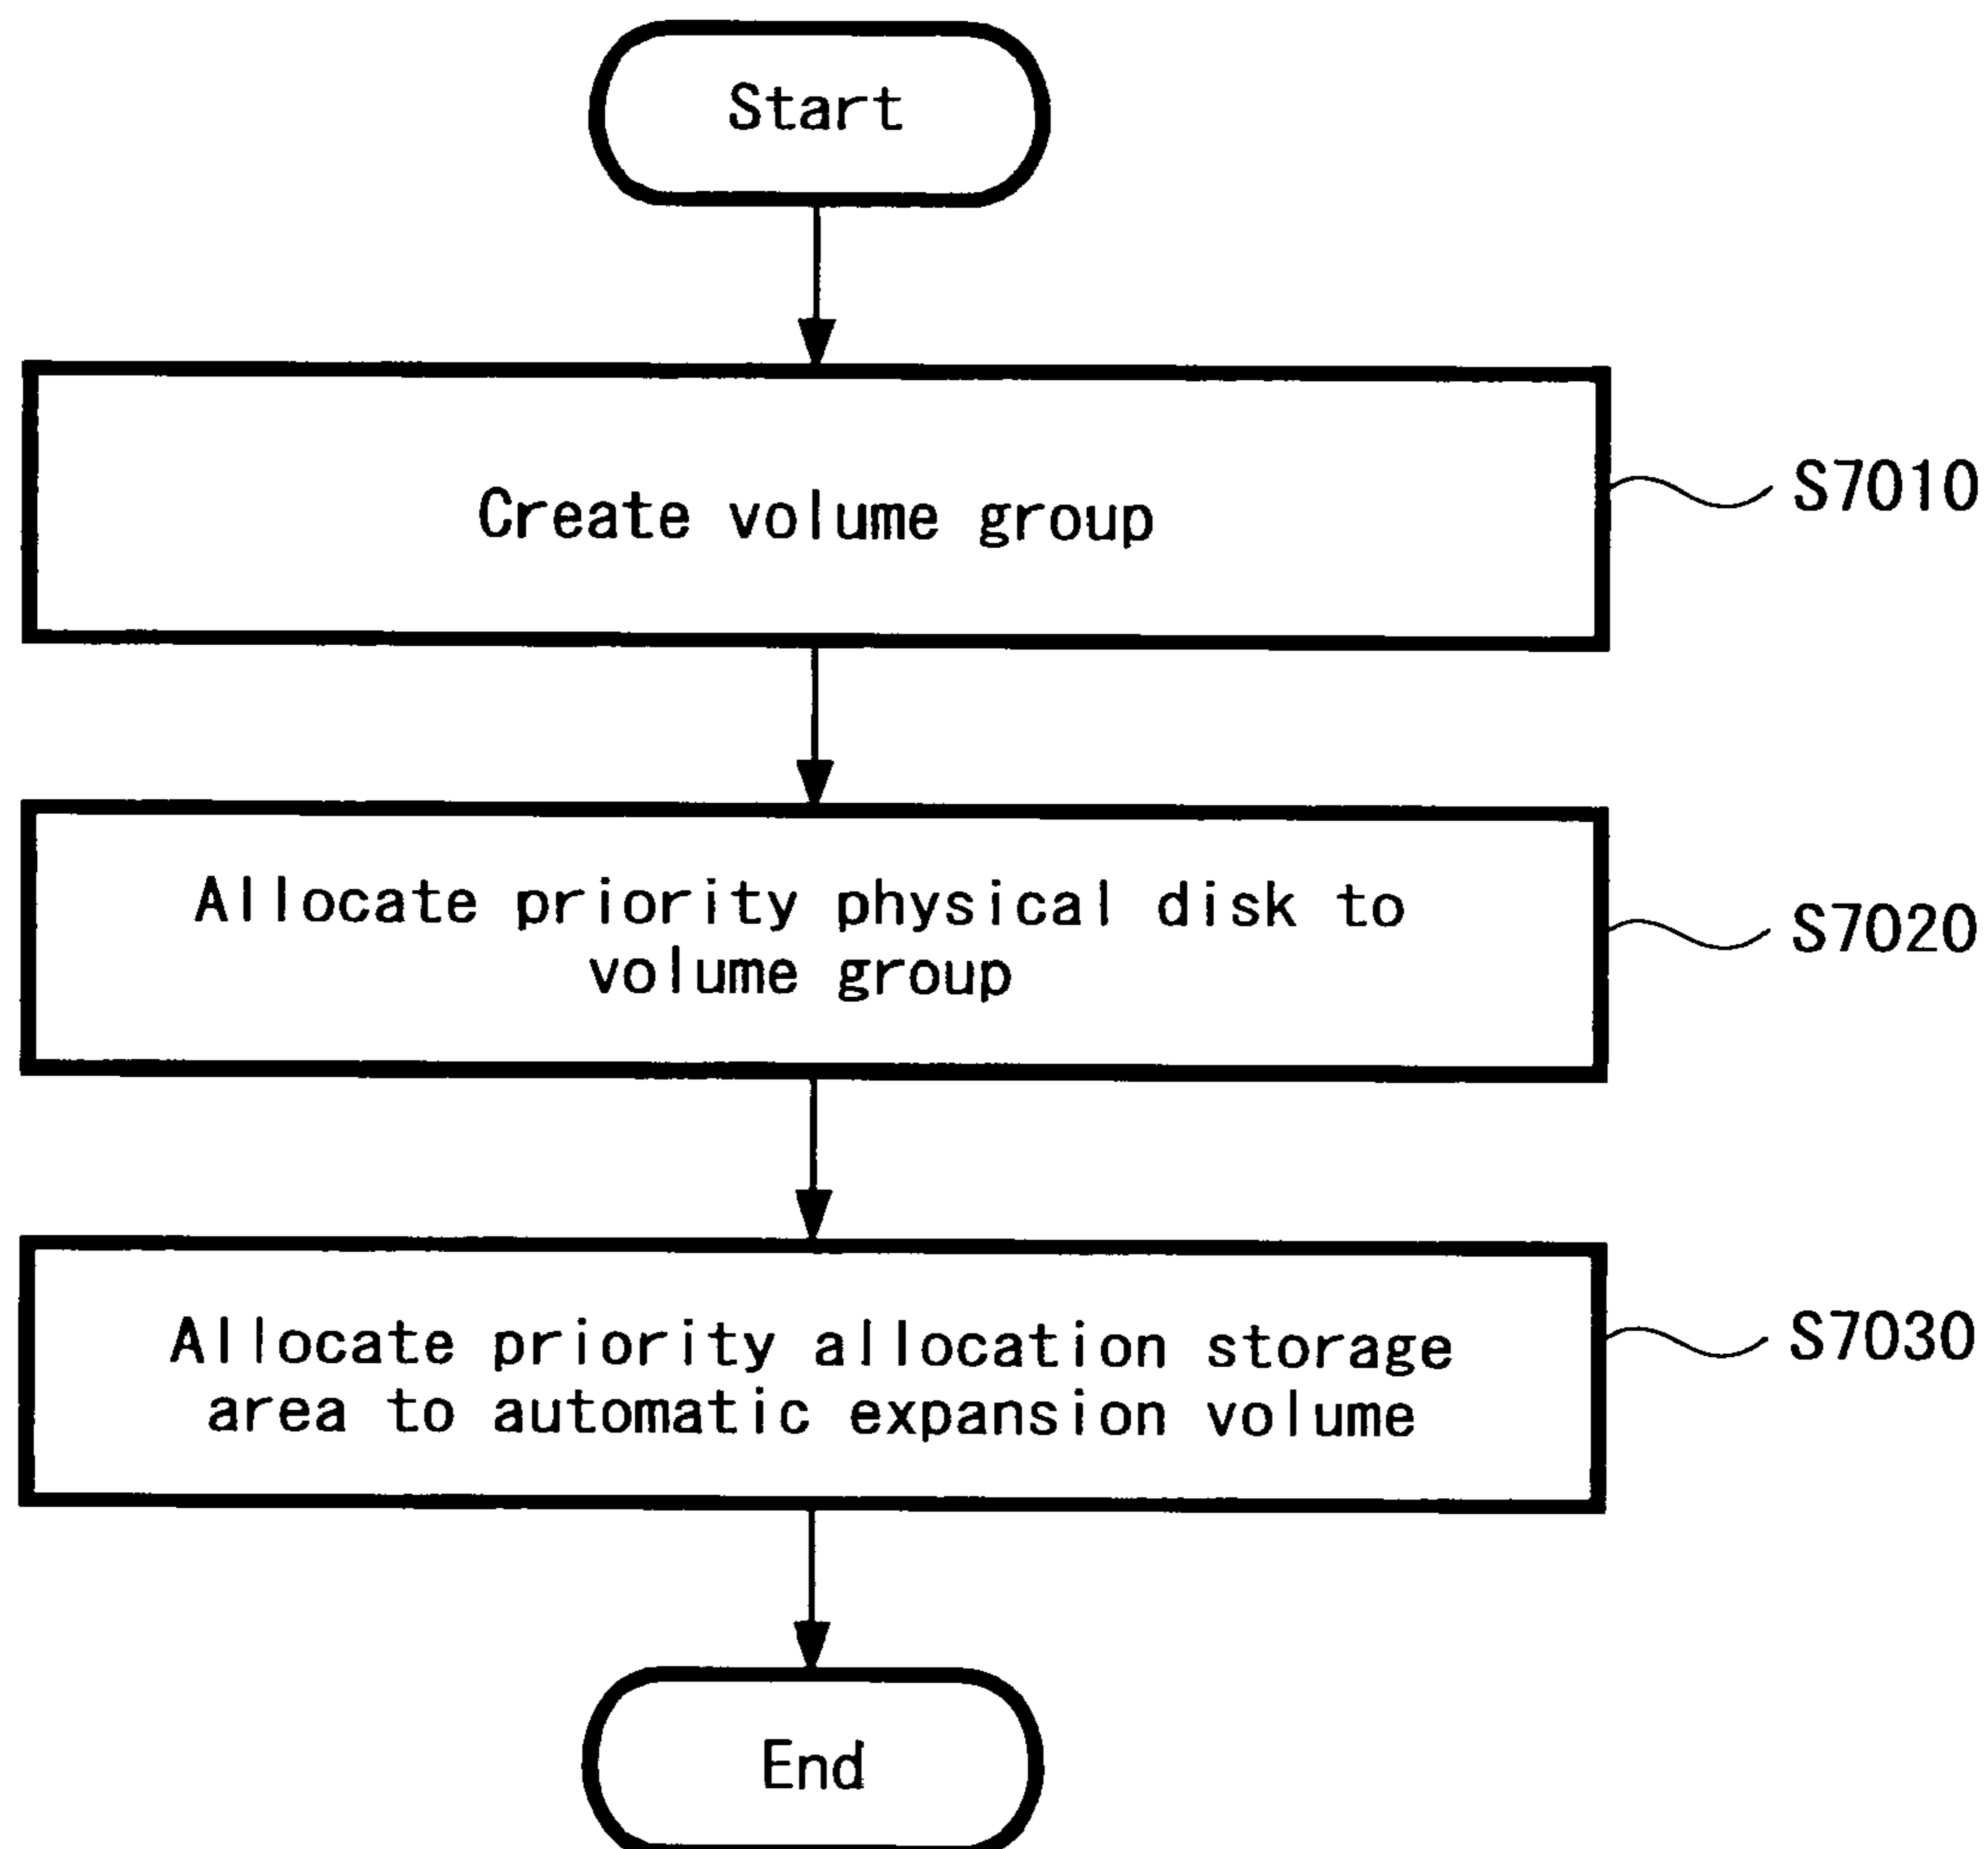 Start
Create volume group
S7010
Allocate priority physical disk to
volume group
S7020
Allocate priority allocation storage
area to automatic expansion volume
S7030
End